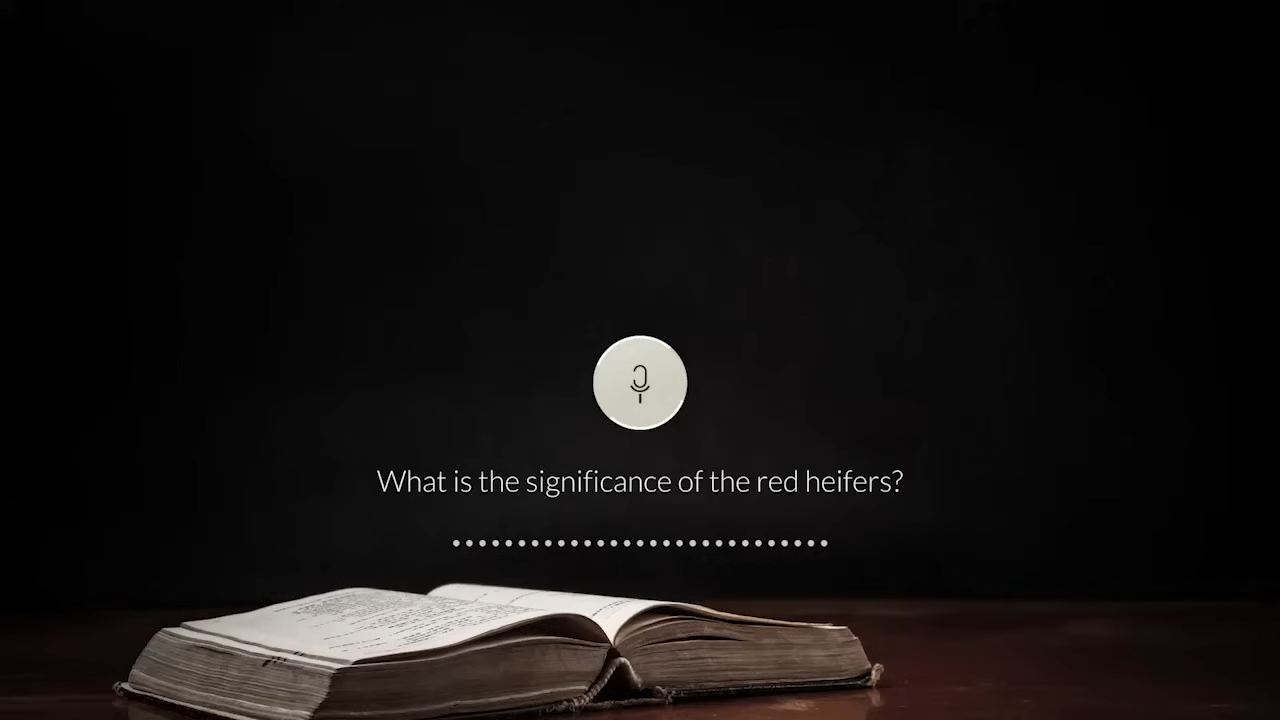 What is the significance of the red heifers?